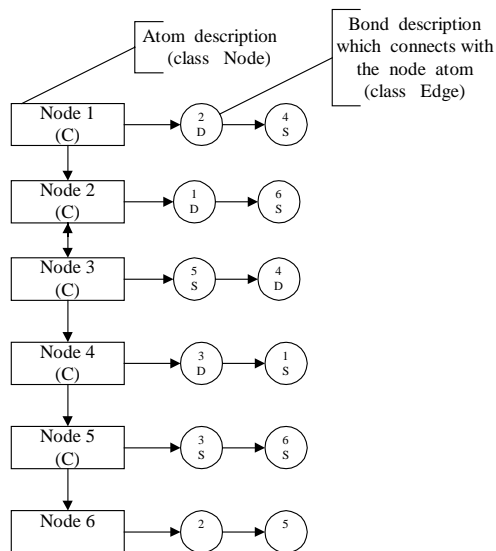 Atom description
(class Node)
Bond description
which connects with
the node atom
(class Edge)
Node 1
(C)
2
D
4
S
Node 2
(C)
1
D
6
S
Node 3
(C)
5
S
4
D
Node 4
(C)
3
D
1
S
Node 5
(C)
3
S
6
S
Node 6
2
5